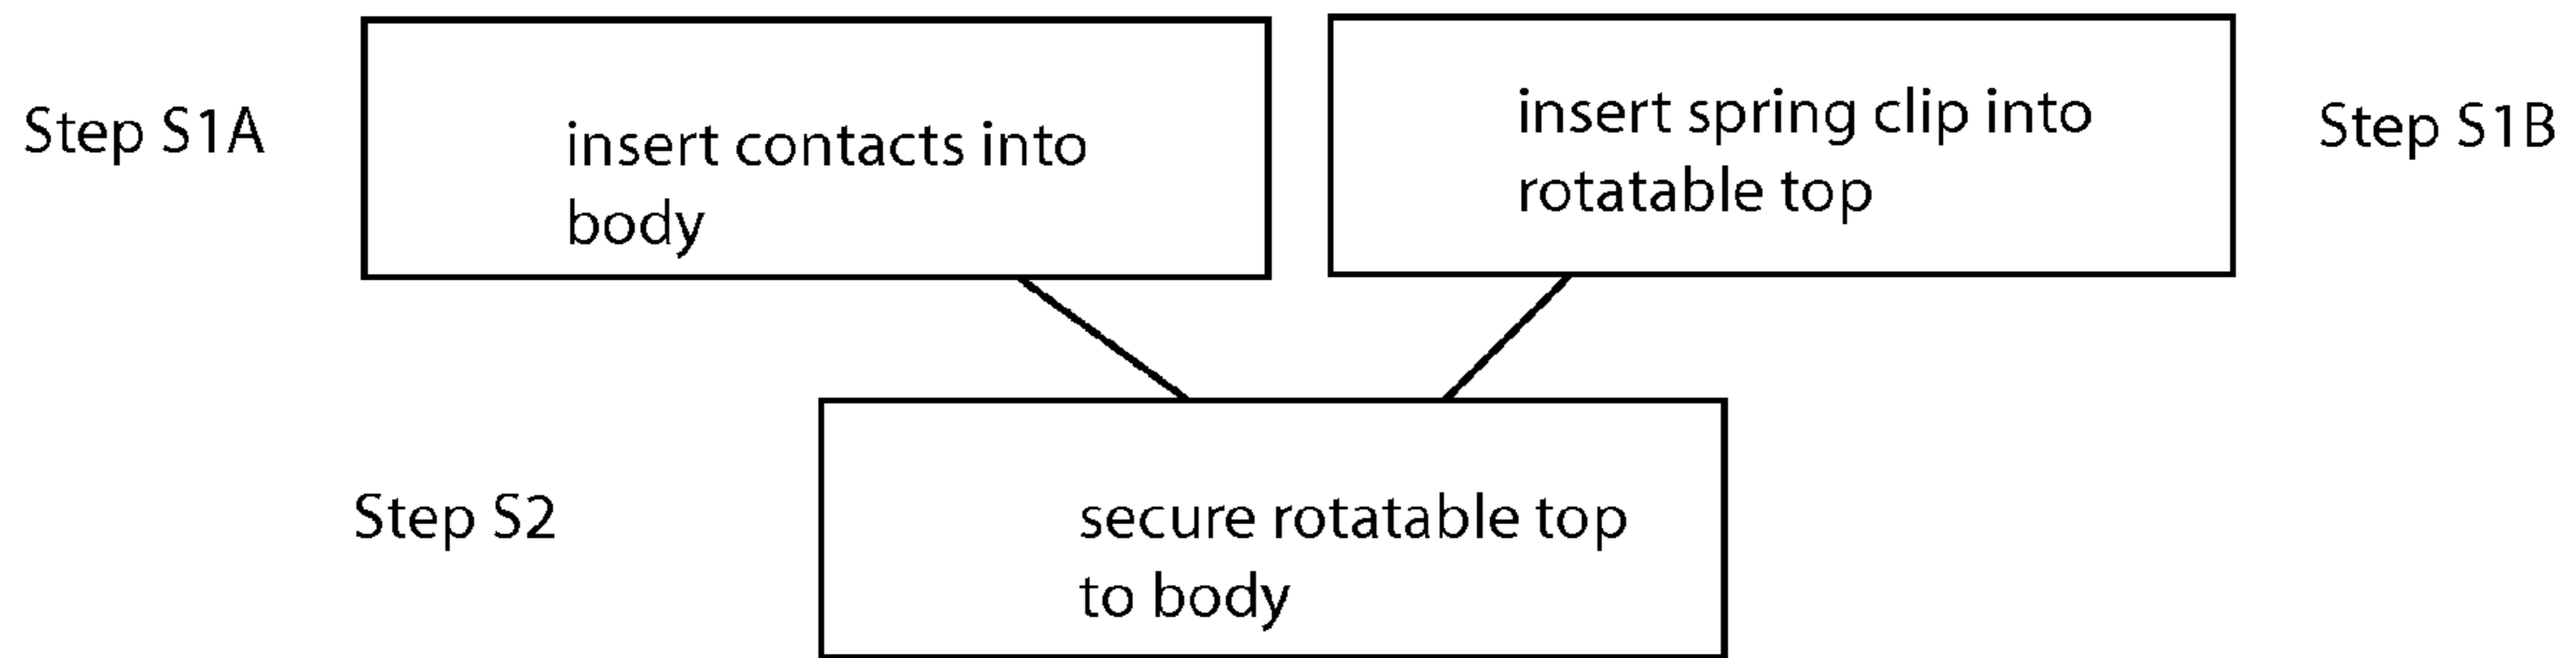 Step S1A
insert contacts into
body
insert spring clip into
rotatable top
Step S1B
Step S2
secure rotatable top
to body